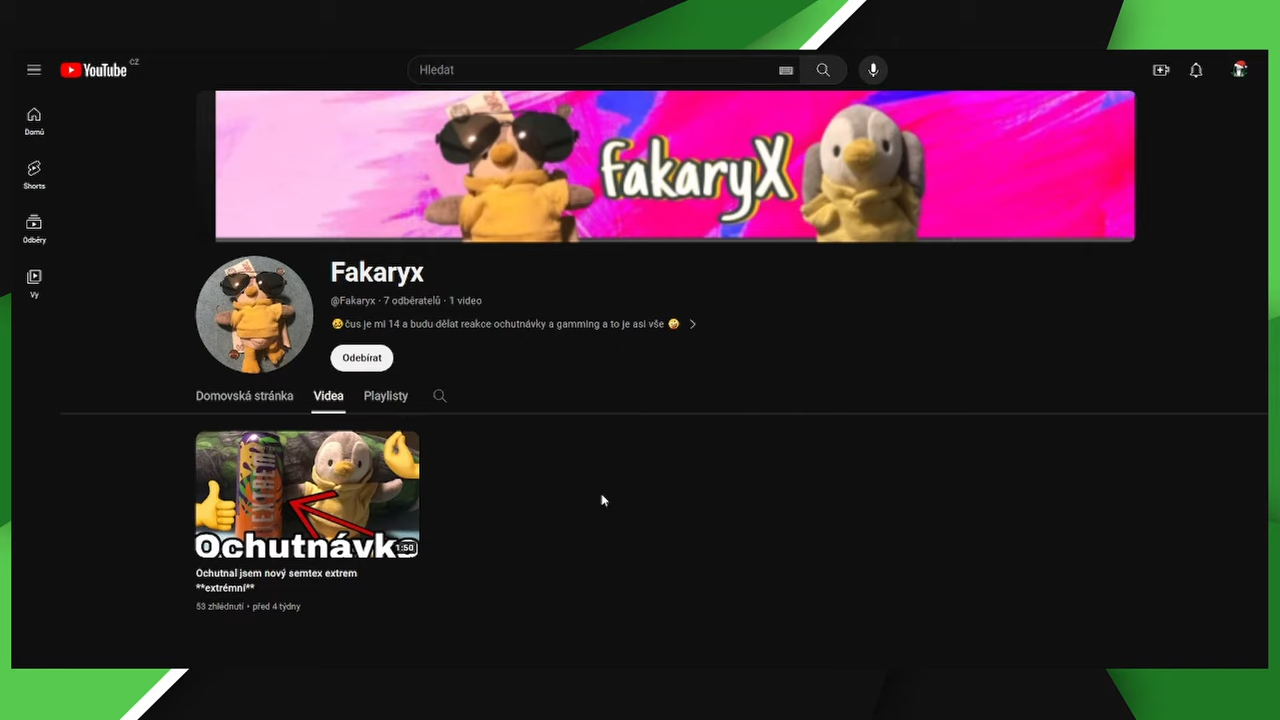 YouTube CZ
Hledat
Domů
Shorts
Odběry
Vy
fakaryX
Fakaryx
@Fakaryx · 7 odběratelů · 1 video
čus je mi 14 a budu dělat reakce ochutnávky a gamming a to je asi vše
Odebírat
Domovská stránka Videa Playlisty
EXTREM
Ochutnávk
1:50
Ochutnal jsem nový semtex extrem
**extrémní**
53 zhlédnutí • před 4 týdny